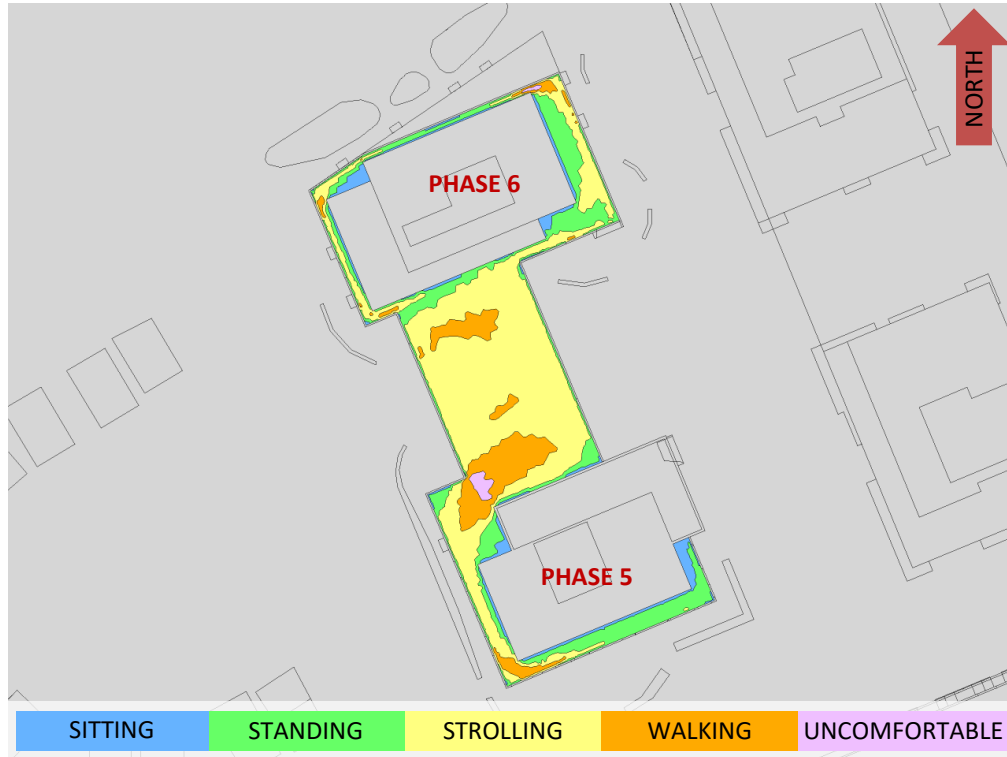 NORTH
PHASE 6
PHASE 5
SITTING
STANDING
STROLLING
WALKING
UNCOMFORTABLE